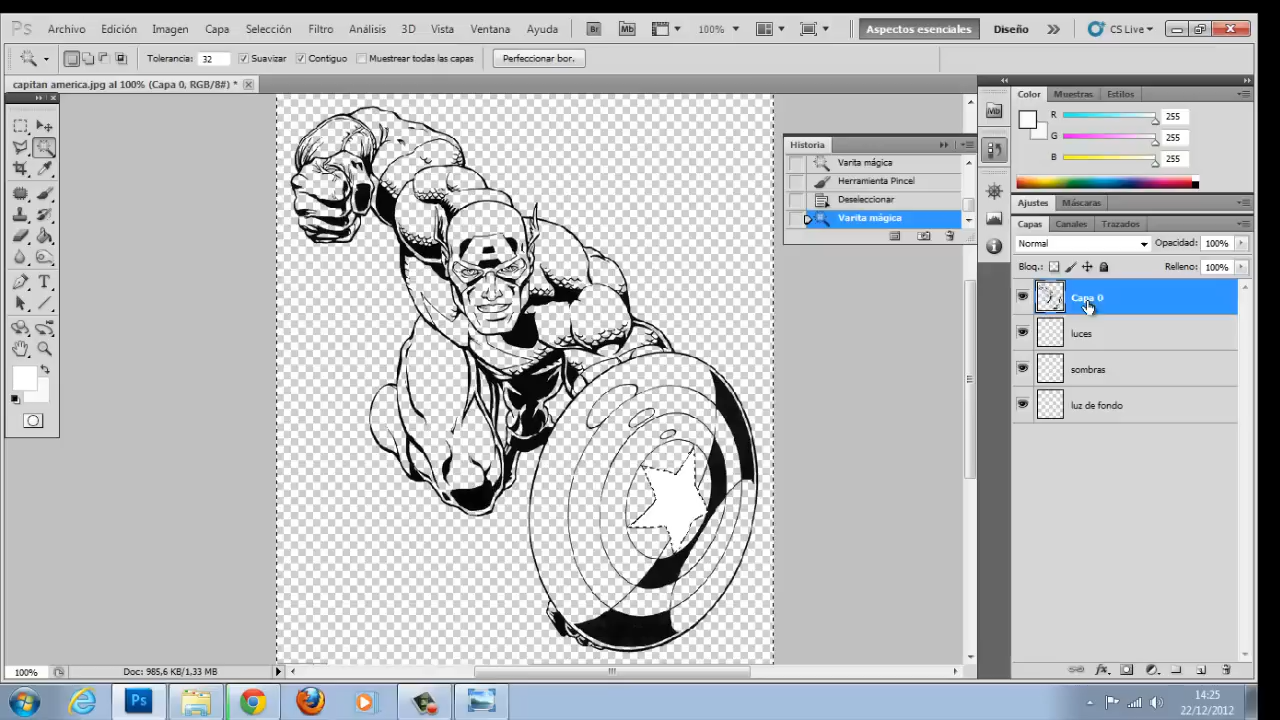 Ps Archivo Edición Imagen Capa Selección Filtro Análisis 3D Vista Ventana Ayuda Br Mb 100% Aspectos esenciales Diseño CS Live
Tolerancia: 32 Suavizar Contiguo Muestrear todas las capas Perfeccionar bor.
capitan america.jpg al 100% (Capa 0, RGB/8#) *
Color Muestras Estilos
Mb
R 255
G 255
B 255
Historia
Varita mágica
Herramienta Pincel
Deseleccionar
Varita mágica
Ajustes Máscaras
Capas Canales Trazados
Normal Opacidad: 100%
Bloq.: Relleno: 100%
Capa 0
luces
sombras
luz de fondo
100% Doc: 985,6 KB/1,33 MB
Ps
14:25
22/12/2012